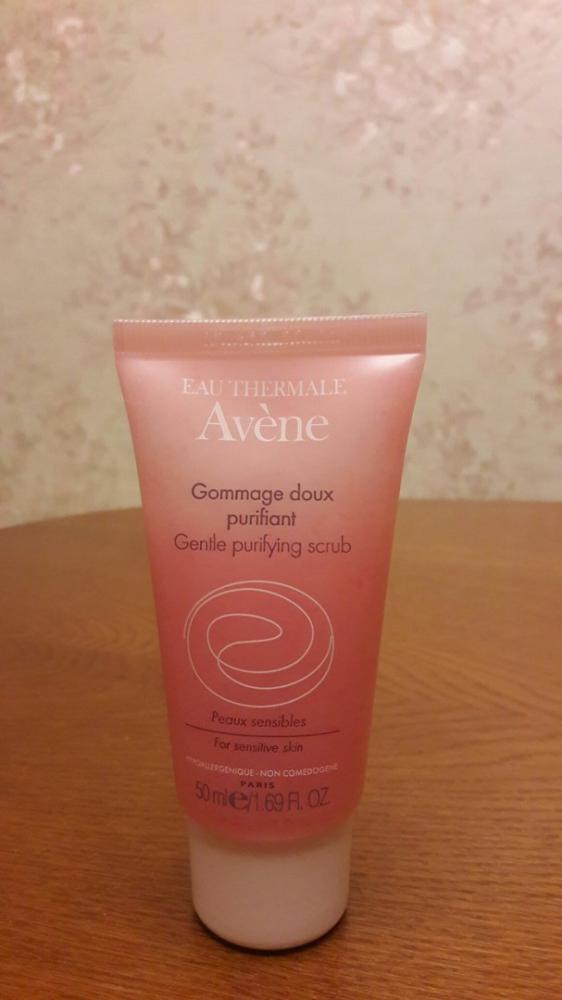 EAU THERMALE
Avène
Gommage doux
purifiant
Gentle purifying scrub
Peaux sensibles
For sensitive skin
HYPOALLERGENIQUE - NON COMEDOGENE
PARIS
50 ml e/1.69 Fl. OZ.